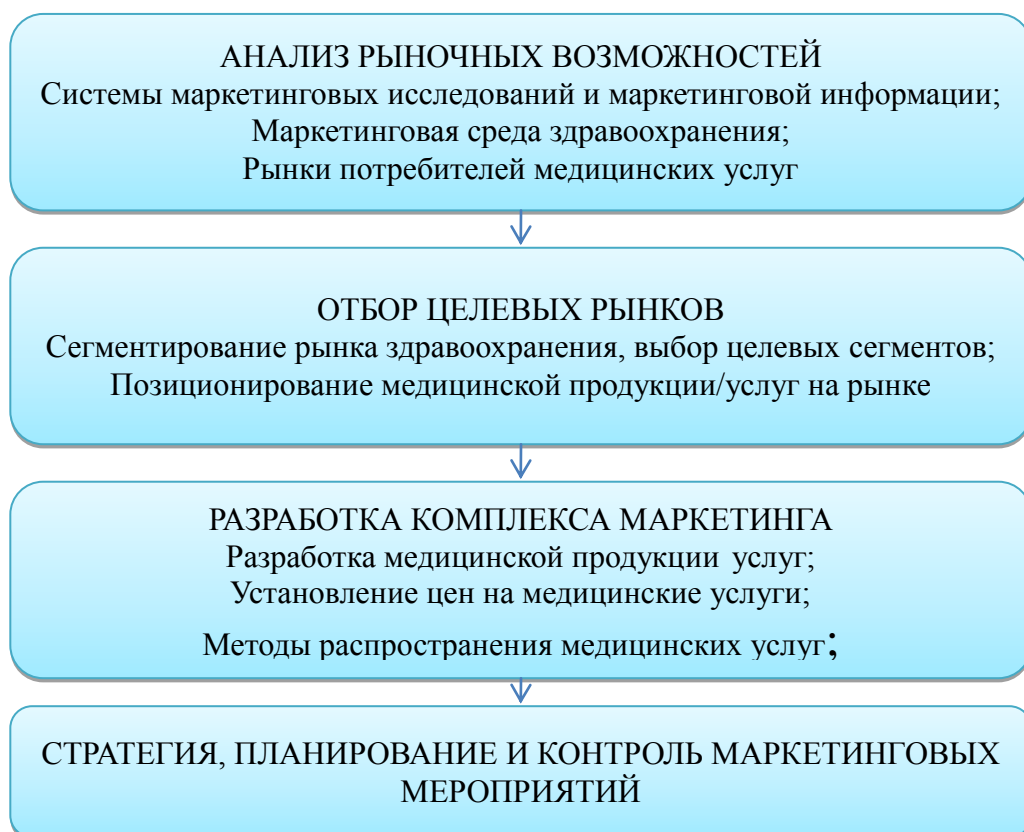 АНАЛИЗ РЫНОЧНЫХ ВОЗМОЖНОСТЕЙ
Системы маркетинговых исследований и маркетинговой информации;
Маркетинговая среда здравоохранения;
Рынки потребителей медицинских услуг
ОТБОР ЦЕЛЕВЫХ РЫНКОВ
Сегментирование рынка здравоохранения, выбор целевых сегментов;
Позиционирование медицинской продукции/услуг на рынке
РАЗРАБОТКА КОМПЛЕКСА МАРКЕТИНГА
Разработка медицинской продукции услуг;
Установление цен на медицинские услуги;
Методы распространения медицинских услуг;
СТРАТЕГИЯ, ПЛАНИРОВАНИЕ И КОНТРОЛЬ МАРКЕТИНГОВЫХ
МЕРОПРИЯТИЙ